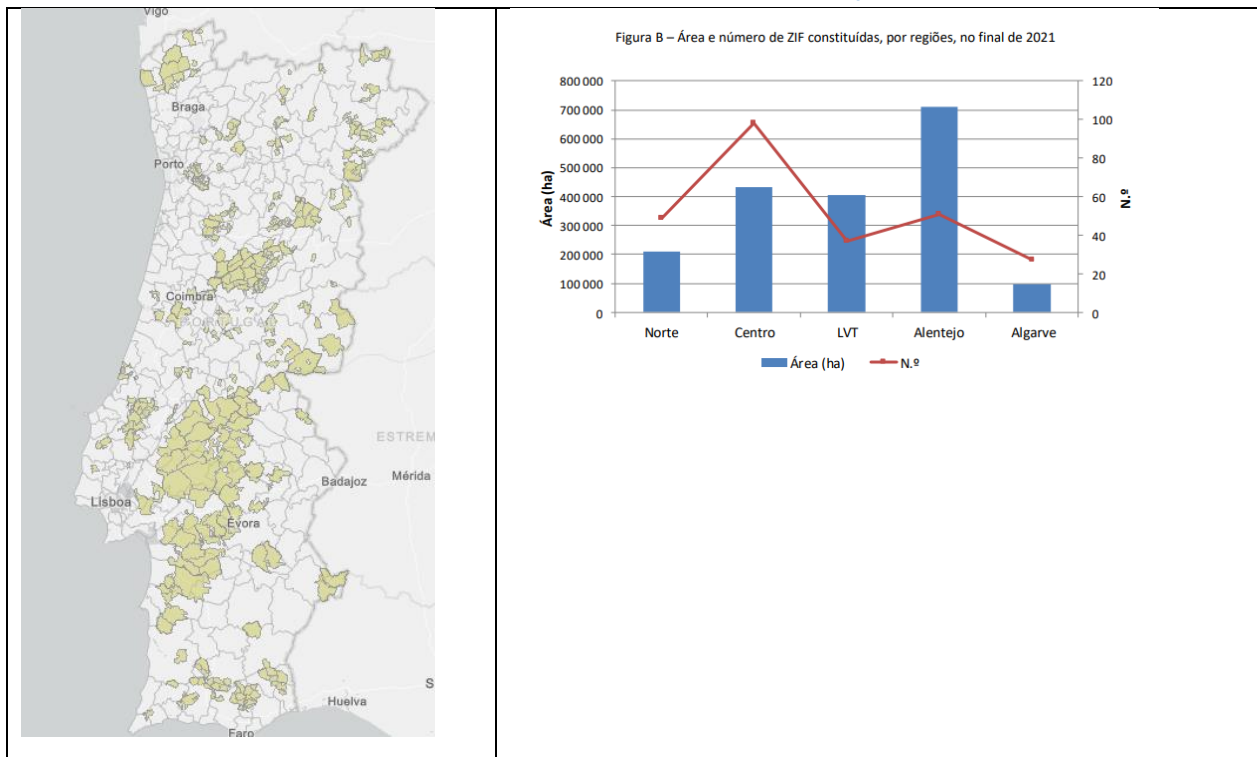 Vigo
Braga
Porto
Coimbra
PORTUGAL
ESTREM
Mérida
Badajoz
Lisboa
Évora
S
Huelva
Faro
Figura B – Área e número de ZIF constituídas, por regiões, no final de 2021
800 000
700 000
600 000
500 000
400 000
300 000
200 000
100 000
0
Área (ha)
120
100
80
60
40
20
0
N.º
Norte
Centro
LVT
Alentejo
Algarve
Área (ha)
N.º